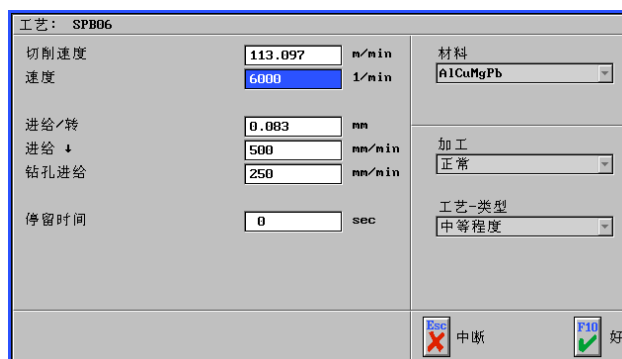 工艺: SPB06
切削速度 113.097 m/min
速度 6000 1/min
进给/转 0.083 mm
进给 ↓ 500 mm/min
钻孔进给 250 mm/min
停留时间 0 sec
材料
AlCuMgPb
加工
正常
工艺-类型
中等程度
Esc 中断
F10 好